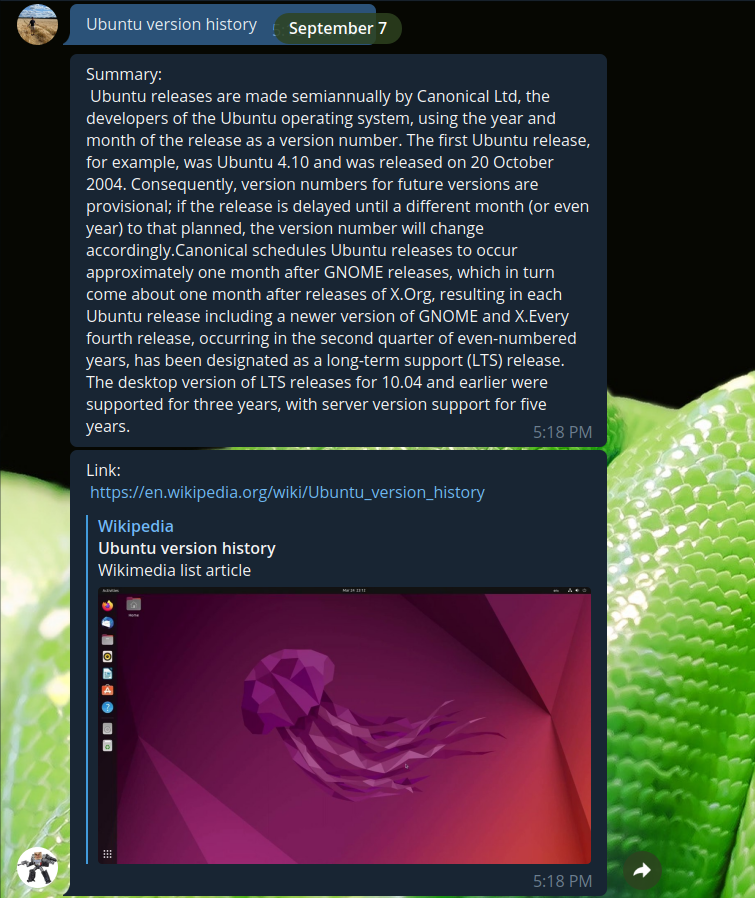 Ubuntu version history
September 7
Summary:
Ubuntu releases are made semiannually by Canonical Ltd, the
developers of the Ubuntu operating system, using the year and
month of the release as a version number. The first Ubuntu release,
for example, was Ubuntu 4.10 and was released on 20 October
2004. Consequently, version numbers for future versions are
provisional; if the release is delayed until a different month (or even
year) to that planned, the version number will change
accordingly.Canonical schedules Ubuntu releases to occur
approximately one month after GNOME releases, which in turn
come about one month after releases of X.Org, resulting in each
Ubuntu release including a newer version of GNOME and X.Every
fourth release, occurring in the second quarter of even-numbered
years, has been designated as a long-term support (LTS) release.
The desktop version of LTS releases for 10.04 and earlier were
supported for three years, with server version support for five
years.
5:18 PM
Link:
https://en.wikipedia.org/wiki/Ubuntu_version_history
Wikipedia
Ubuntu version history
Wikimedia list article
Activities
Home
5:18 PM